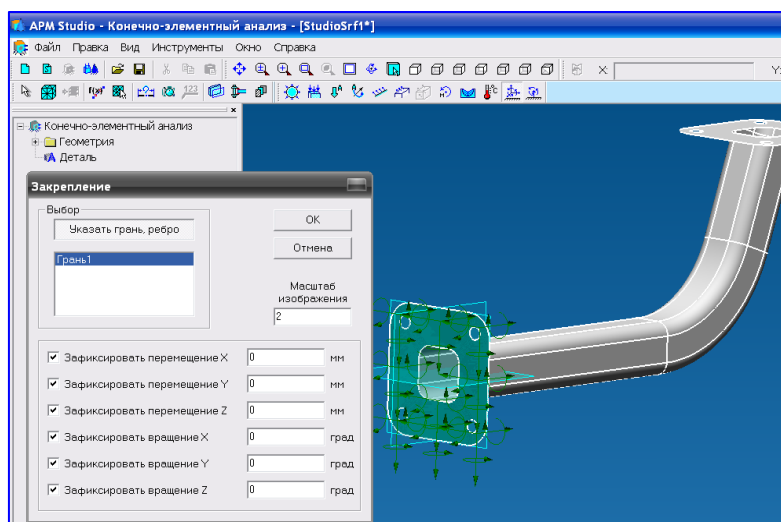 APM Studio - Конечно-элементный анализ - [StudioSrf1*]
Файл Правка Вид Инструменты Окно Справка
X
Y:
f(x)
123
Конечно-элементный анализ
Геометрия
Деталь
Закрепление
Выбор
Указать грань, ребро
Грань1
OK
Отмена
Масштаб
изображения
2
Зафиксировать перемещение X 0 мм
Зафиксировать перемещение Y 0 мм
Зафиксировать перемещение Z 0 мм
Зафиксировать вращение X 0 град
Зафиксировать вращение Y 0 град
Зафиксировать вращение Z 0 град